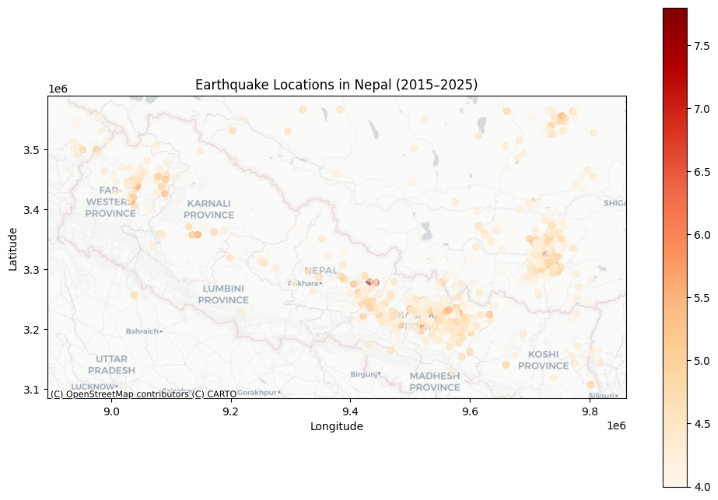 Earthquake Locations in Nepal (2015–2025)
1e6
7.5
7.0
6.5
6.0
5.5
5.0
4.5
4.0
3.5
3.4
3.3
3.2
3.1
Latitude
FAR-
WESTERN
PROVINCE
KARNALI
PROVINCE
SHIGA
NEPAL
Pokhara
LUMBINI
PROVINCE
Bahraich
UTTAR
PRADESH
KOSHI
PROVINCE
Birgunj
MADHESH
PROVINCE
LUCKNOW
Gorakhpur
Siliguri
(C) OpenStreetMap contributors (C) CARTO
9.0
9.2
9.4
9.6
9.8
1e6
Longitude